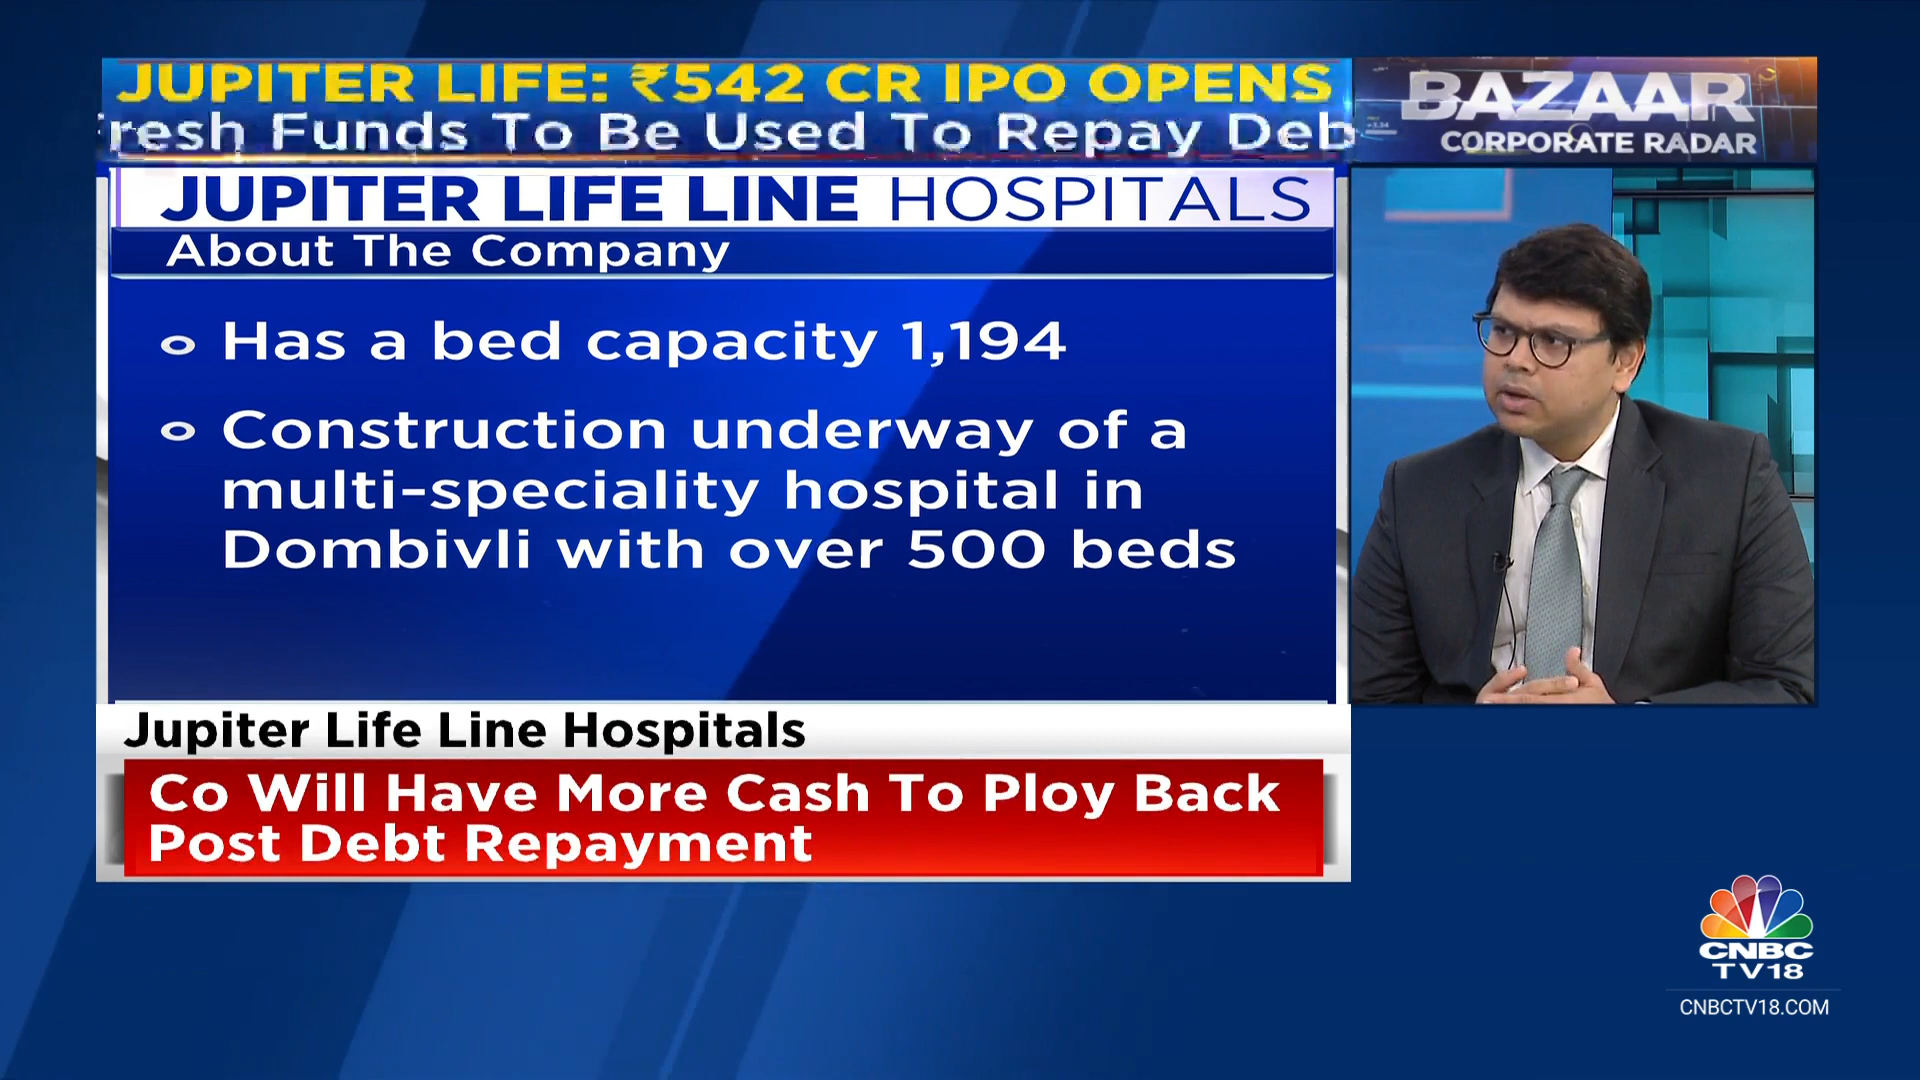 JUPITER LIFE: ₹542 CR IPO OPENS
resh Funds To Be Used To Repay Deb
BAZAAR
CORPORATE RADAR
JUPITER LIFE LINE HOSPITALS
About The Company
Has a bed capacity 1,194
Construction underway of a
multi-speciality hospital in
Dombivli with over 500 beds
Jupiter Life Line Hospitals
Co Will Have More Cash To Ploy Back
Post Debt Repayment
CNBC
TV18
CNBCTV18.COM